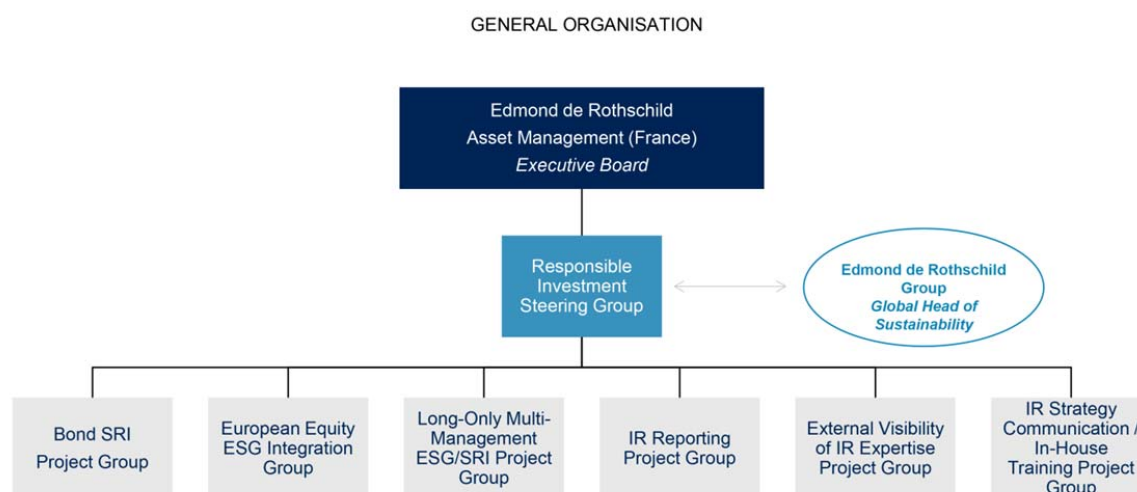 GENERAL ORGANISATION
Edmond de Rothschild
Asset Management (France)
Executive Board
Responsible
Investment
Steering Group
Edmond de Rothschild
Group
Global Head of
Sustainability
Bond SRI
Project Group
European Equity
ESG Integration
Group
Long-Only Multi-
Management
ESG/SRI Project
Group
IR Reporting
Project Group
External Visibility
of IR Expertise
Project Group
IR Strategy
Communication /
In-House
Training Project
Group